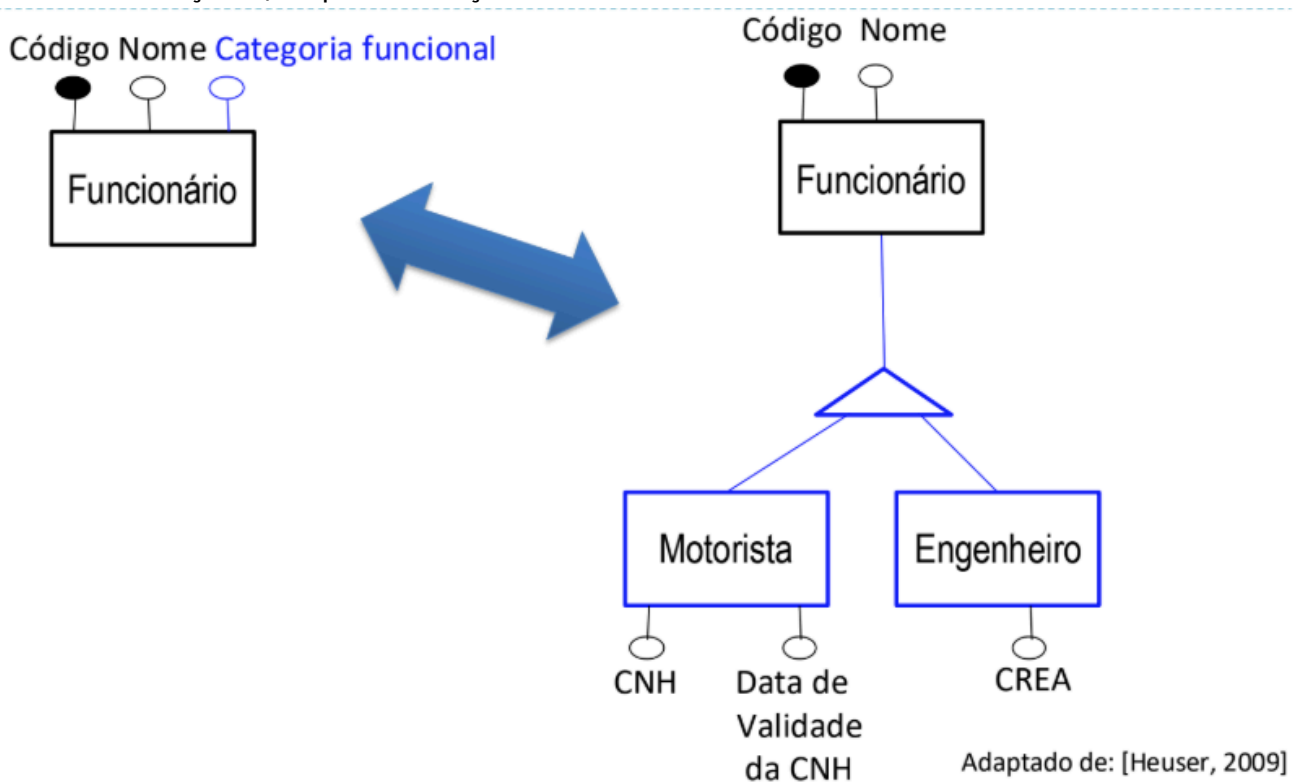 Código Nome Categoria funcional
Funcionário
Código Nome
Funcionário
Motorista
Engenheiro
CNH
Data de
Validade
da CNH
CREA
Adaptado de: [Heuser, 2009]